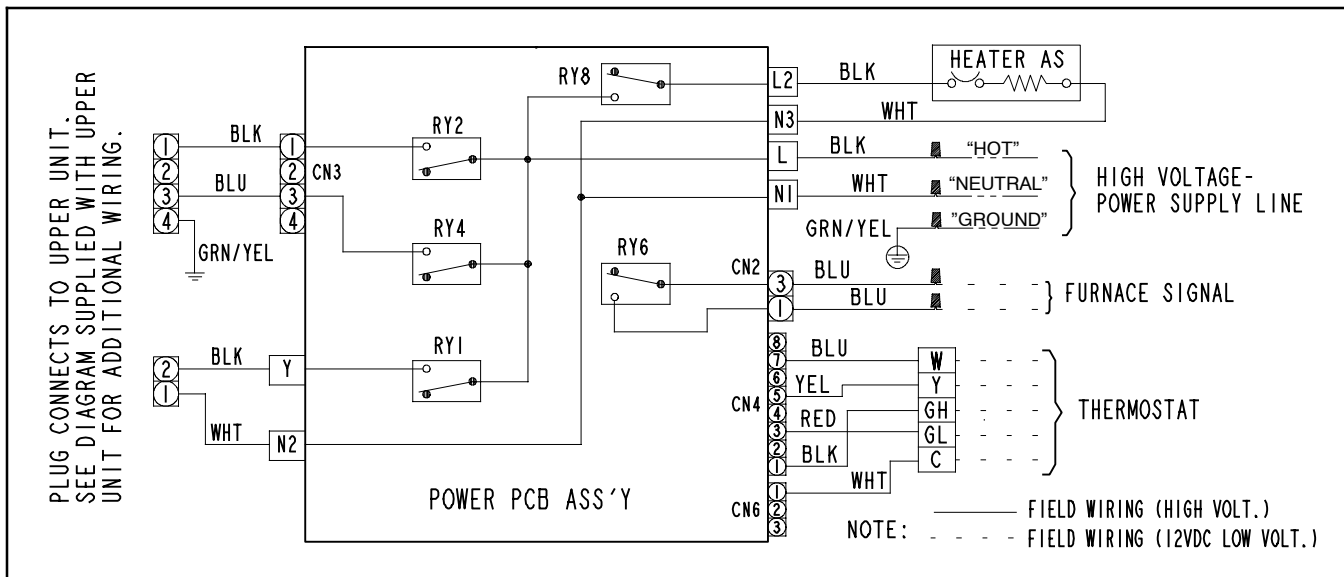 PLUG CONNECTS TO UPPER UNIT.
SEE DIAGRAM SUPPLIED WITH UPPER
UNIT FOR ADDITIONAL WIRING.
1
2
3
4
BLK
BLU
GRN/YEL
1
2
3
4
CN3
2
1
BLK
WHT
Y
N2
RY2
RY4
RY1
RY8
RY6
POWER PCB ASS'Y
L2
N3
L
N1
BLK
HEATER AS
WHT
BLK
"HOT"
WHT
"NEUTRAL"
GRN/YEL
"GROUND"
HIGH VOLTAGE-
POWER SUPPLY LINE
CN2
3
1
BLU
BLU
FURNACE SIGNAL
CN4
8
7
6
5
4
3
2
1
BLU
YEL
RED
BLK
W
Y
GH
GL
C
THERMOSTAT
CN6
1
2
3
WHT
NOTE:
FIELD WIRING (HIGH VOLT.)
FIELD WIRING (12VDC LOW VOLT.)